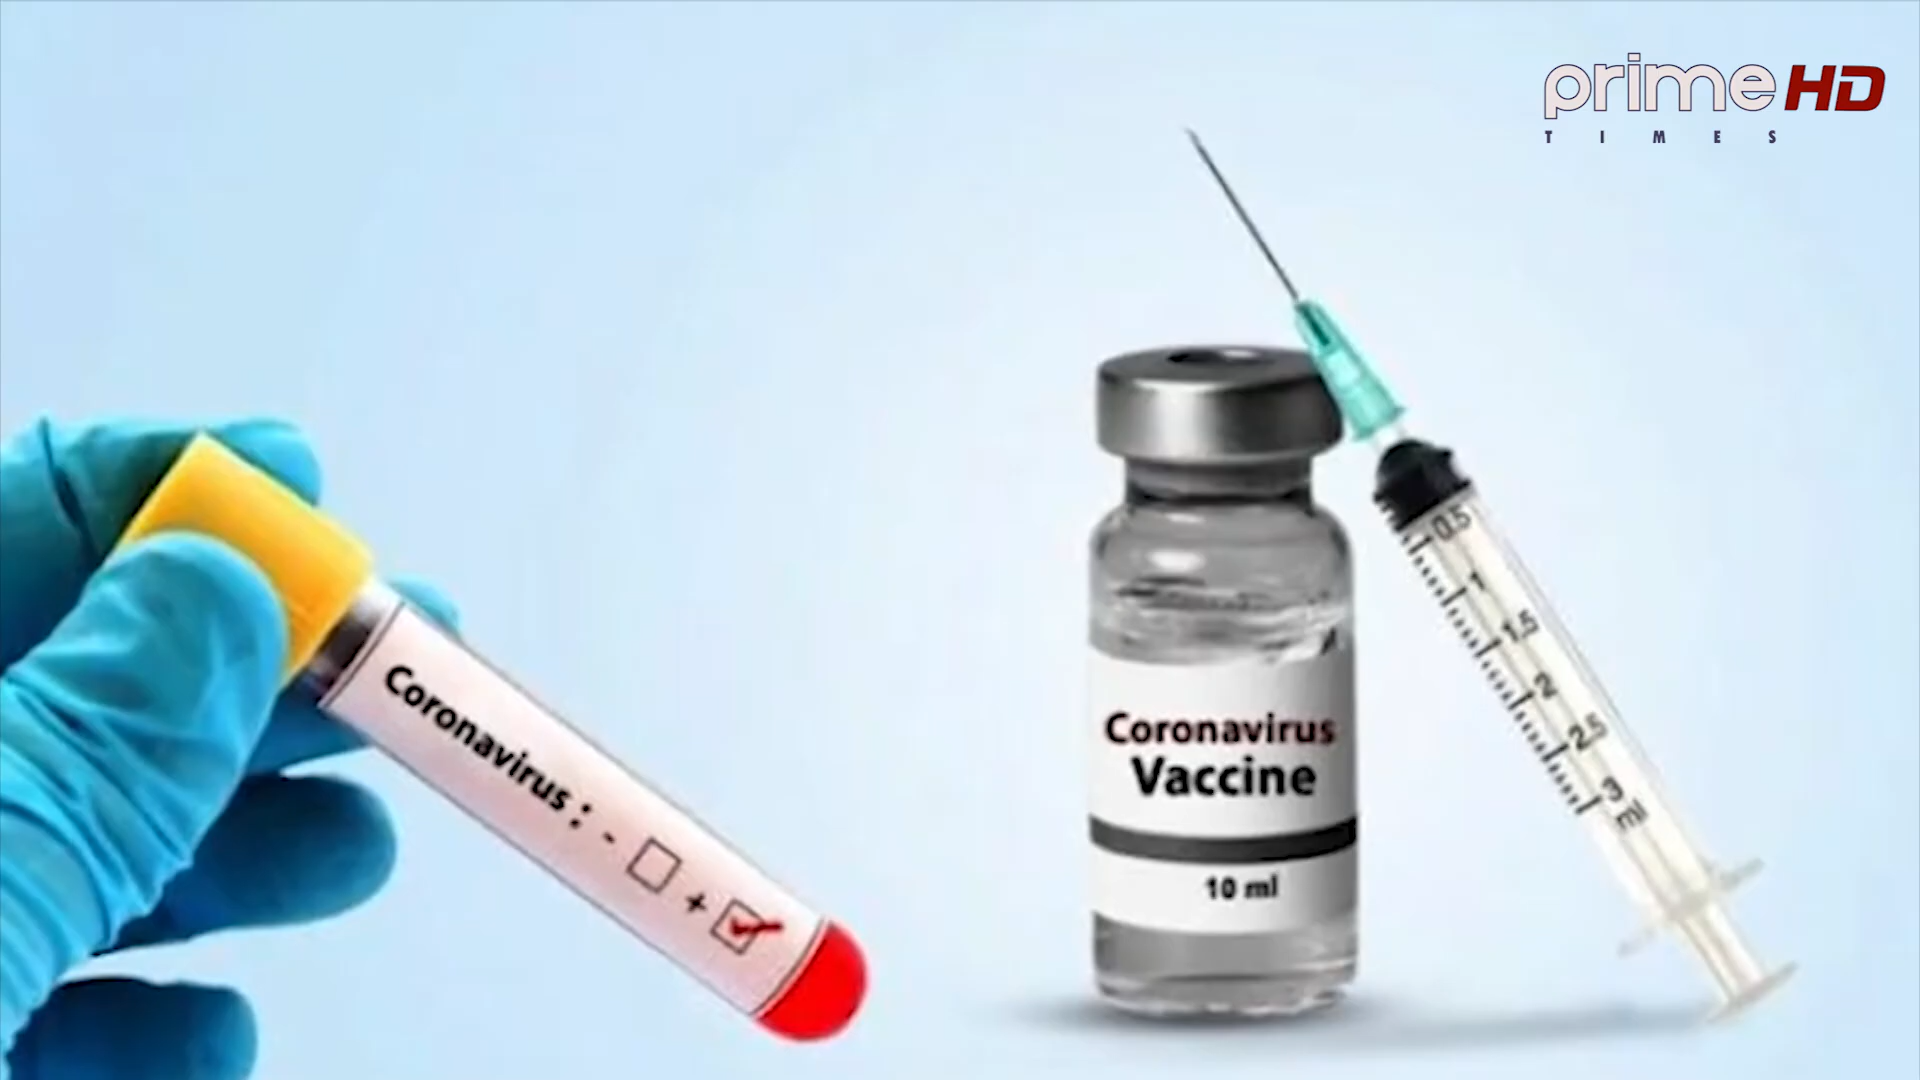 prime HD
TIMES
Coronavirus : - +
Coronavirus
Vaccine
10 ml
0.5
1
1.5
2
2.5
3
ml